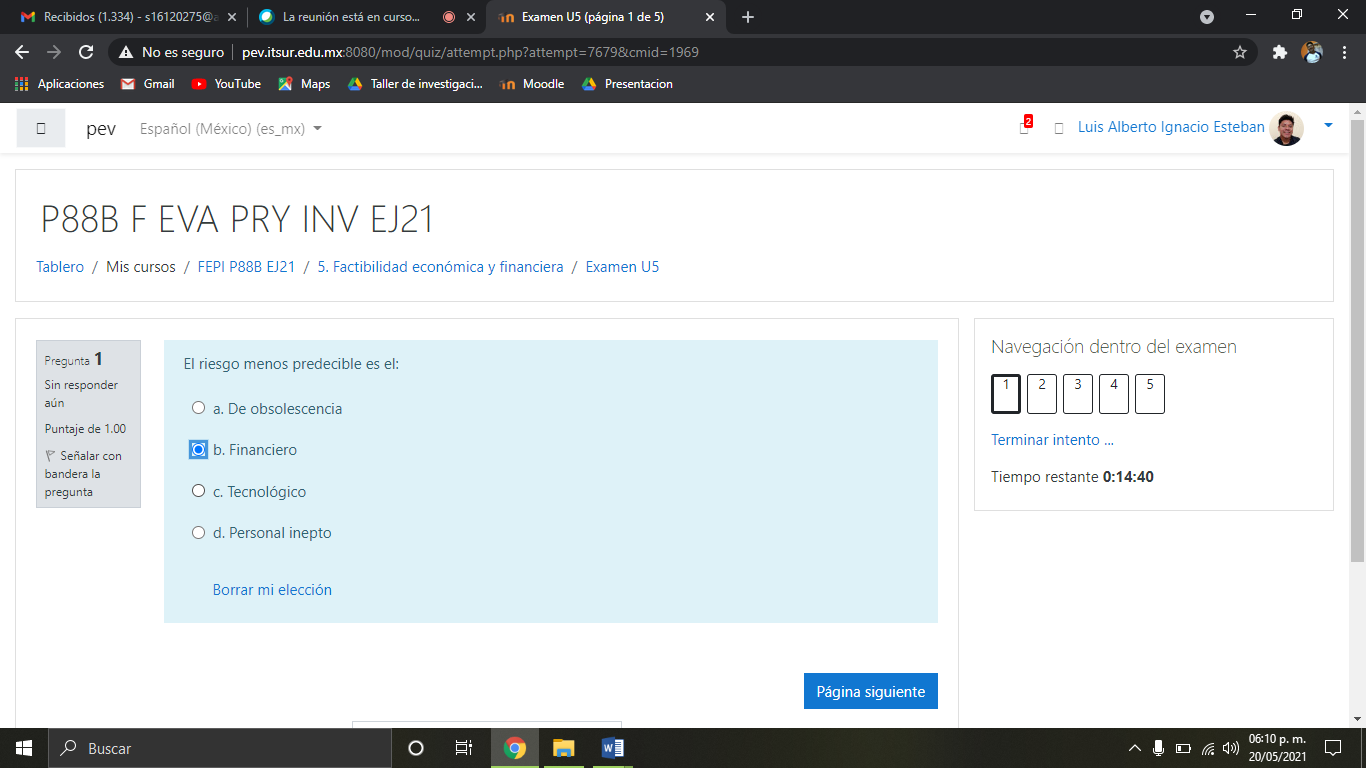 Recibidos (1.334) - s16120275@a
La reunión está en curso...
Examen U5 (página 1 de 5)
No es seguro
pev.itsur.edu.mx:8080/mod/quiz/attempt.php?attempt=7679&cmid=1969
Aplicaciones
Gmail
YouTube
Maps
Taller de investigaci...
Moodle
Presentacion
pev
Español (México) (es_mx)
2
Luis Alberto Ignacio Esteban
P88B F EVA PRY INV EJ21
Tablero / Mis cursos / FEPI P88B EJ21 / 5. Factibilidad económica y financiera / Examen U5
Pregunta 1
Sin responder
aún
Puntaje de 1.00
Señalar con
bandera la
pregunta
El riesgo menos predecible es el:
a. De obsolescencia
b. Financiero
c. Tecnológico
d. Personal inepto
Borrar mi elección
Página siguiente
Navegación dentro del examen
1 2 3 4 5
Terminar intento ...
Tiempo restante 0:14:40
Buscar
06:10 p. m.
20/05/2021